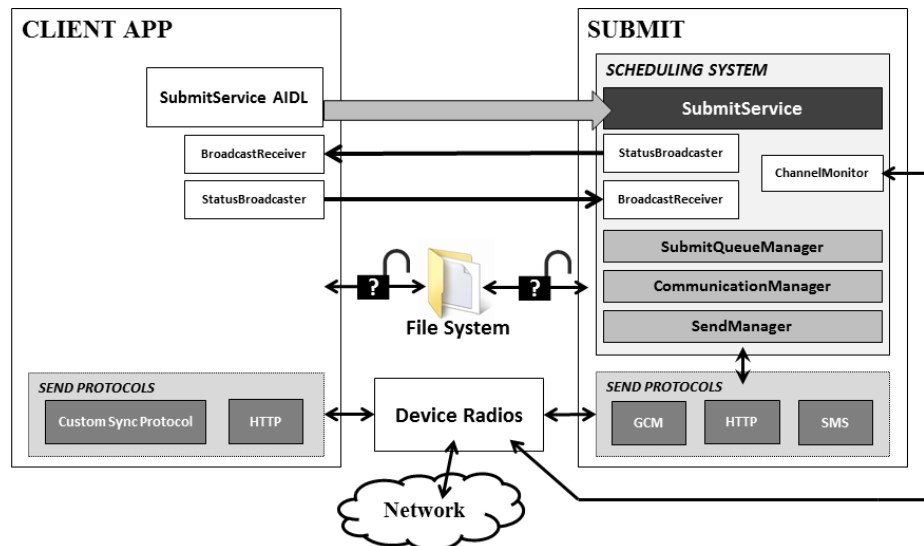 CLIENT APP
SubmitService AIDL
BroadcastReceiver
StatusBroadcaster
SEND PROTOCOLS
Custom Sync Protocol
HTTP
?
File System
?
Device Radios
Network
SUBMIT
SCHEDULING SYSTEM
SubmitService
StatusBroadcaster
ChannelMonitor
BroadcastReceiver
SubmitQueueManager
CommunicationManager
SendManager
SEND PROTOCOLS
GCM
HTTP
SMS